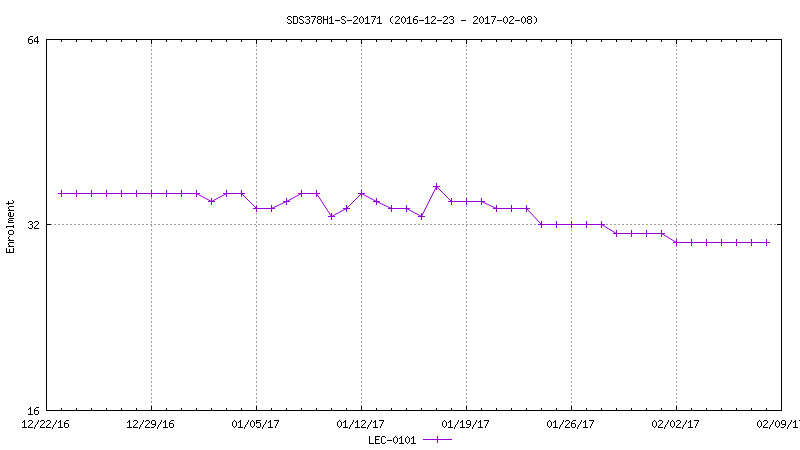 SDS378H1-S-20171 (2016-12-23 - 2017-02-08)
64
Enrolment
32
16
12/22/16 12/29/16 01/05/17 01/12/17 01/19/17 01/26/17 02/02/17 02/09/1
LEC-0101